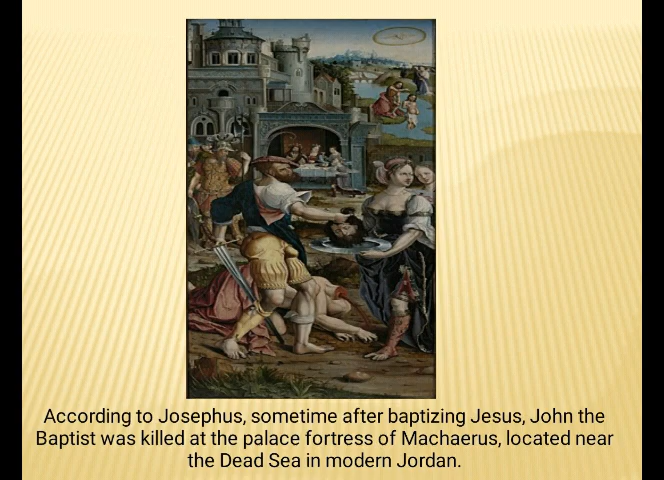 According to Josephus, sometime after baptizing Jesus, John the
Baptist was killed at the palace fortress of Machaerus, located near
the Dead Sea in modern Jordan.